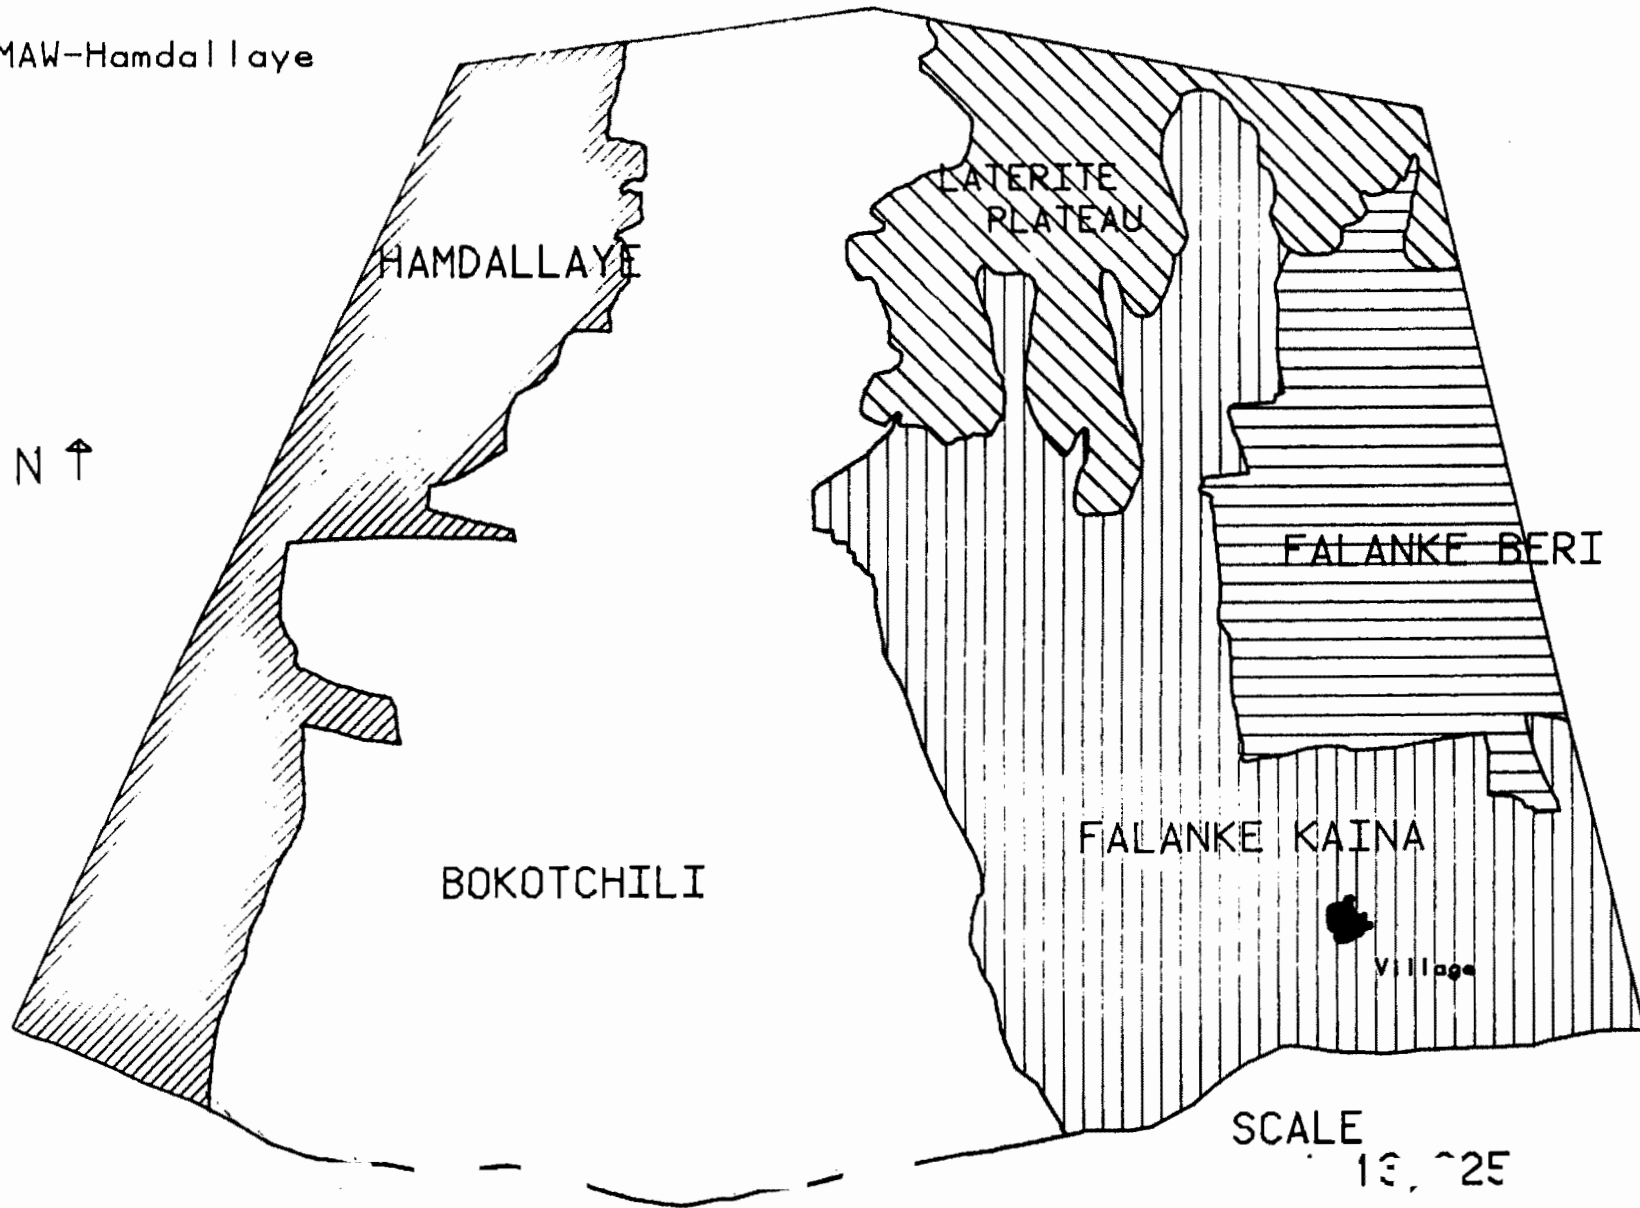 MAW-Hamdallaye
LATERITE
PLATEAU
HAMDALLAYE
N
FALANKE BERI
FALANKE KAINA
BOKOTCHILI
Village
SCALE